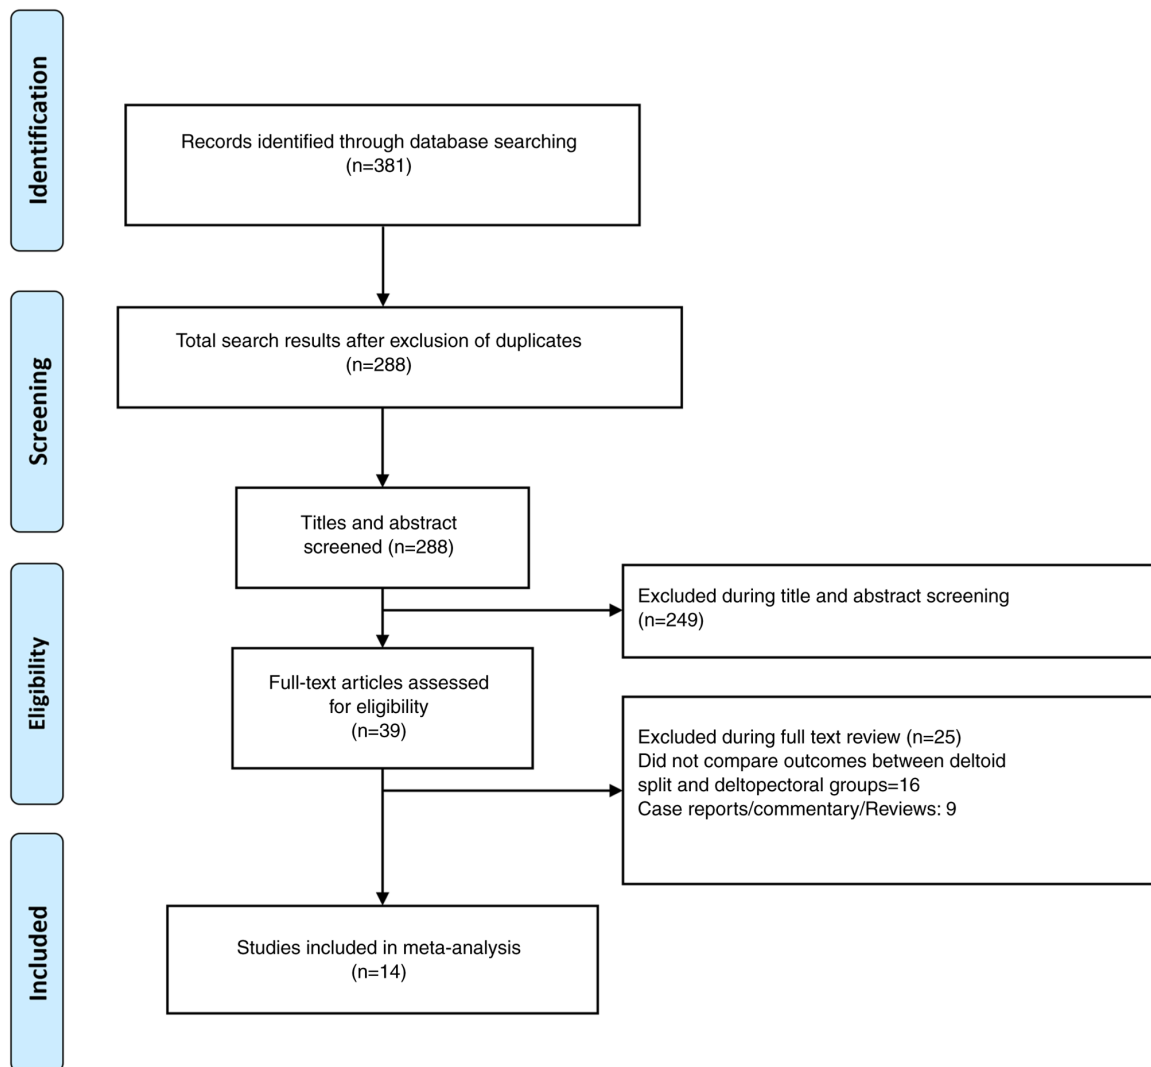 Identification
Records identified through database searching
(n=381)
Screening
Total search results after exclusion of duplicates
(n=288)
Titles and abstract
screened (n=288)
Excluded during title and abstract screening
(n=249)
Eligibility
Full-text articles assessed
for eligibility
(n=39)
Excluded during full text review (n=25)
Did not compare outcomes between deltoid
split and deltopectoral groups=16
Case reports/commentary/Reviews: 9
Included
Studies included in meta-analysis
(n=14)